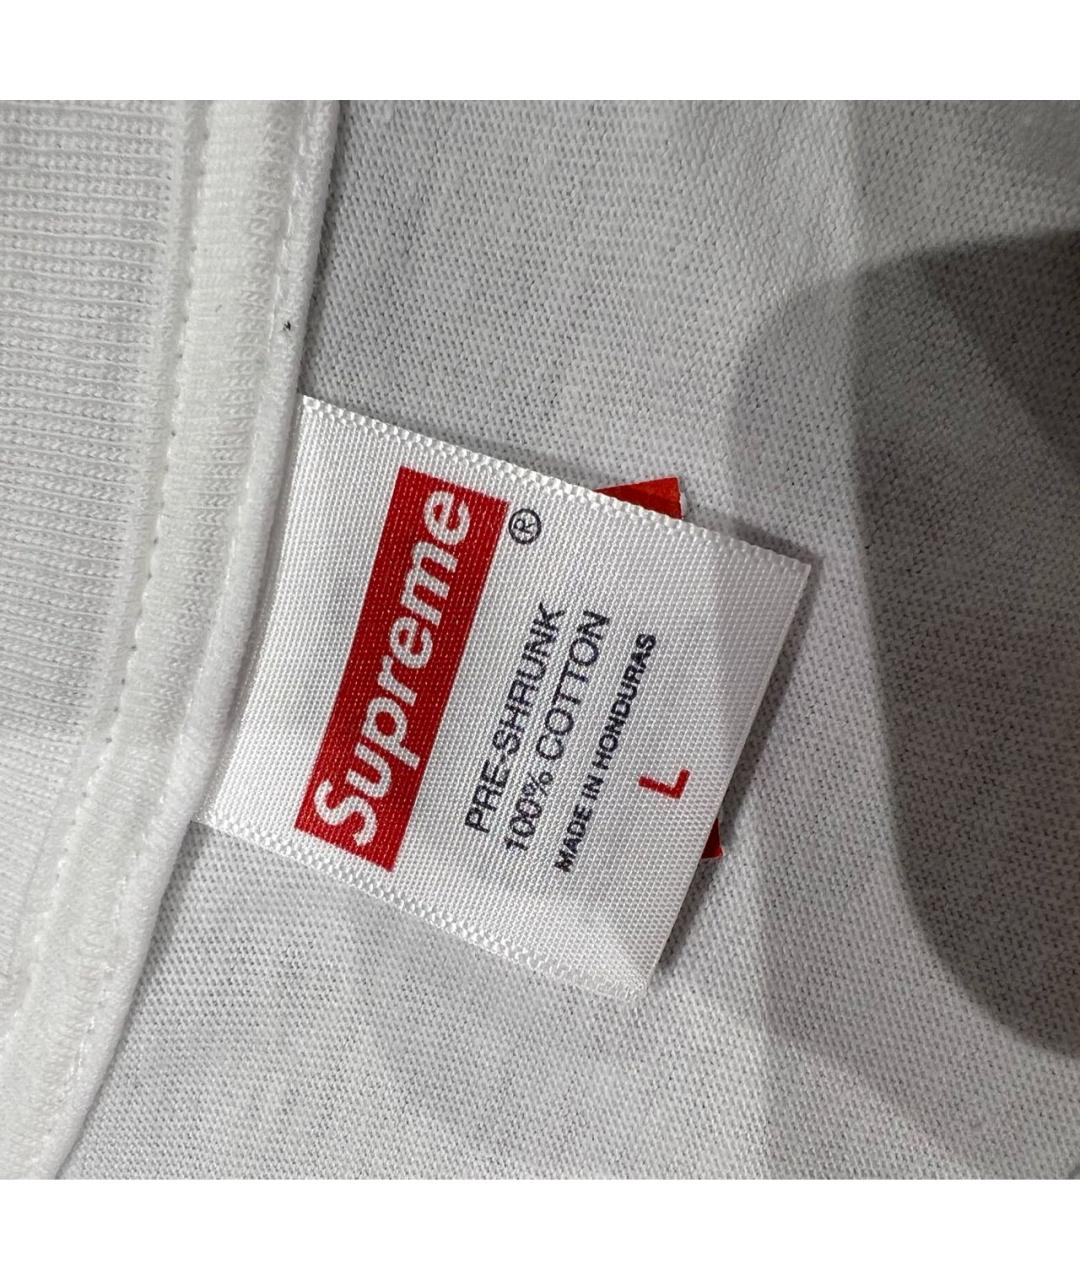 Supreme®
PRE-SHRUNK
100% COTTON
MADE IN HONDURAS
L